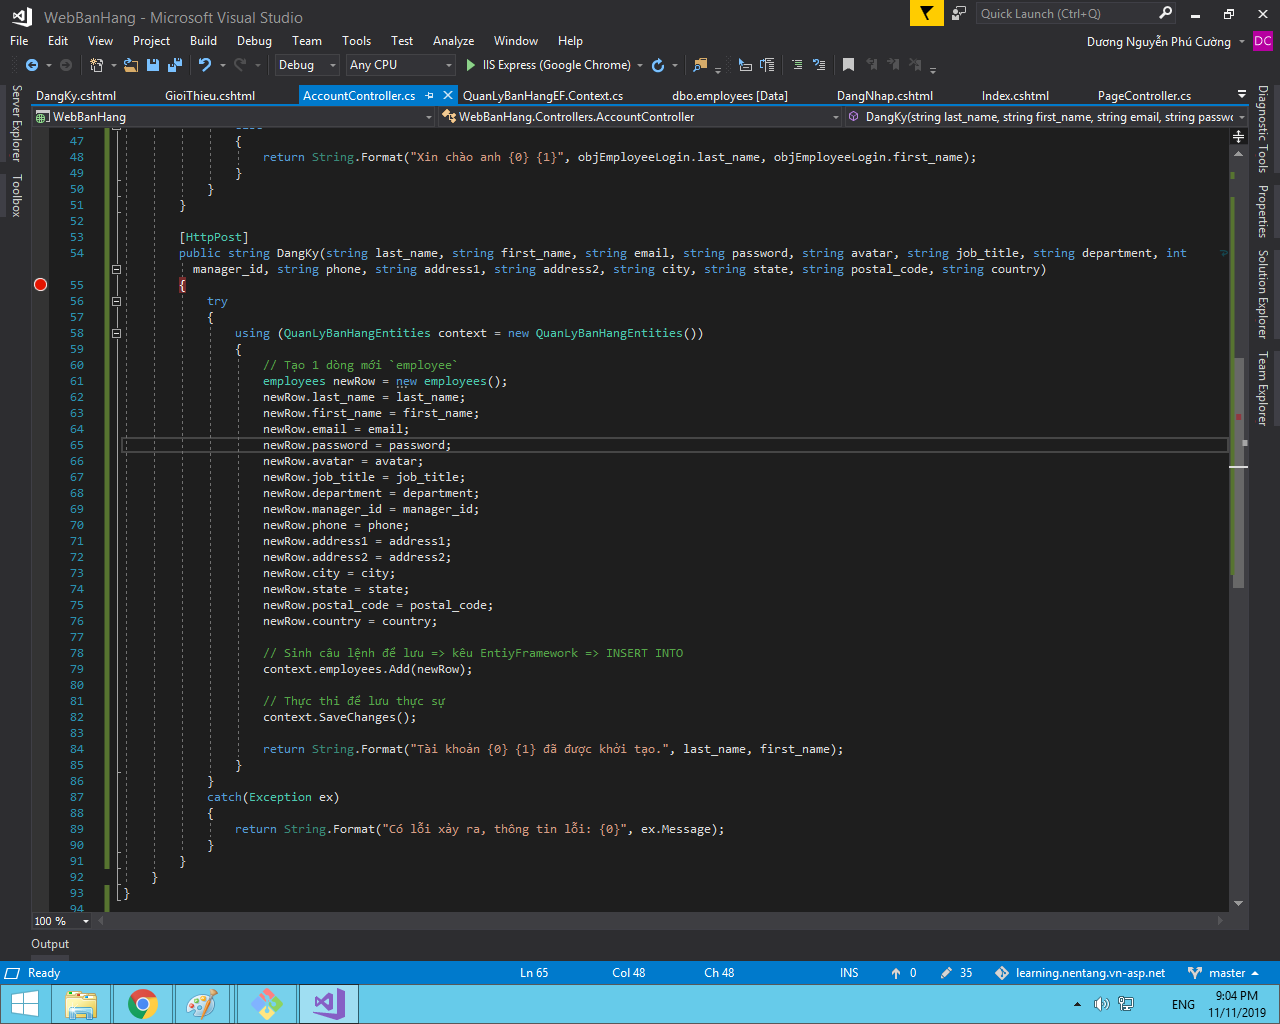 WebBanHang - Microsoft Visual Studio
Quick Launch (Ctrl+Q)
File Edit View Project Build Debug Team Tools Test Analyze Window Help
Dương Nguyễn Phú Cường DC
Debug Any CPU IIS Express (Google Chrome)
DangKy.cshtml GioiThieu.cshtml AccountController.cs QuanLyBanHangEF.Context.cs dbo.employees [Data] DangNhap.cshtml Index.cshtml PageController.cs
WebBanHang WebBanHang.Controllers.AccountController DangKy(string last_name, string first_name, string email, string passwo
Server Explorer
Toolbox
Diagnostic Tools
Properties
Solution Explorer
Team Explorer
47 {
48 return String.Format("Xin chào anh {0} {1}", objEmployeeLogin.last_name, objEmployeeLogin.first_name);
49 }
50 }
51 }
52
53 [HttpPost]
54 public string DangKy(string last_name, string first_name, string email, string password, string avatar, string job_title, string department, int
manager_id, string phone, string address1, string address2, string city, string state, string postal_code, string country)
55 {
56 try
57 {
58 using (QuanLyBanHangEntities context = new QuanLyBanHangEntities())
59 {
60 // Tạo 1 dòng mới `employee`
61 employees newRow = new employees();
62 newRow.last_name = last_name;
63 newRow.first_name = first_name;
64 newRow.email = email;
65 newRow.password = password;
66 newRow.avatar = avatar;
67 newRow.job_title = job_title;
68 newRow.department = department;
69 newRow.manager_id = manager_id;
70 newRow.phone = phone;
71 newRow.address1 = address1;
72 newRow.address2 = address2;
73 newRow.city = city;
74 newRow.state = state;
75 newRow.postal_code = postal_code;
76 newRow.country = country;
77
78 // Sinh câu lệnh để lưu => kêu EntiyFramework => INSERT INTO
79 context.employees.Add(newRow);
80
81 // Thực thi để lưu thực sự
82 context.SaveChanges();
83
84 return String.Format("Tài khoản {0} {1} đã được khởi tạo.", last_name, first_name);
85 }
86 }
87 catch(Exception ex)
88 {
89 return String.Format("Có lỗi xảy ra, thông tin lỗi: {0}", ex.Message);
90 }
91 }
92 }
93 }
94
100 %
Output
Ready Ln 65 Col 48 Ch 48 INS 0 35 learning.nentang.vn-asp.net master
ENG 9:04 PM
11/11/2019